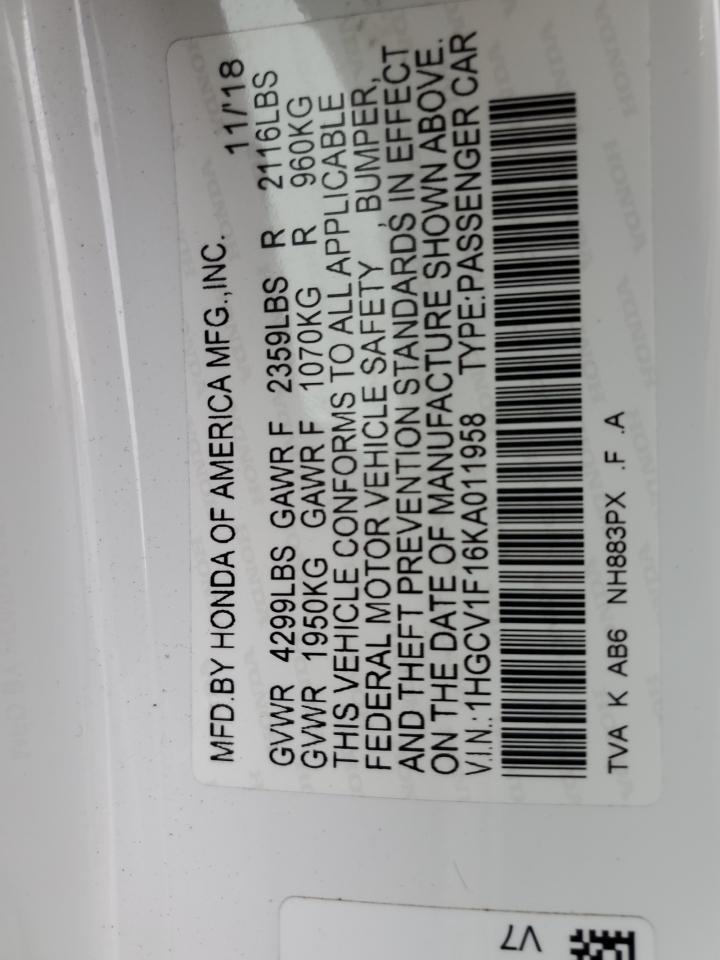 MFD.BY HONDA OF AMERICA MFG.,INC. 11/'18
GVWR 4299LBS GAWR F 2359LBS R 2116LBS
GVWR 1950KG GAWR F 1070KG R 960KG
THIS VEHICLE CONFORMS TO ALL APPLICABLE
FEDERAL MOTOR VEHICLE SAFETY , BUMPER,
AND THEFT PREVENTION STANDARDS IN EFFECT
ON THE DATE OF MANUFACTURE SHOWN ABOVE.
V.I.N.:1HGCV1F16KA011958 TYPE:PASSENGER CAR
TVA K AB6 NH883PX .F .A
V7